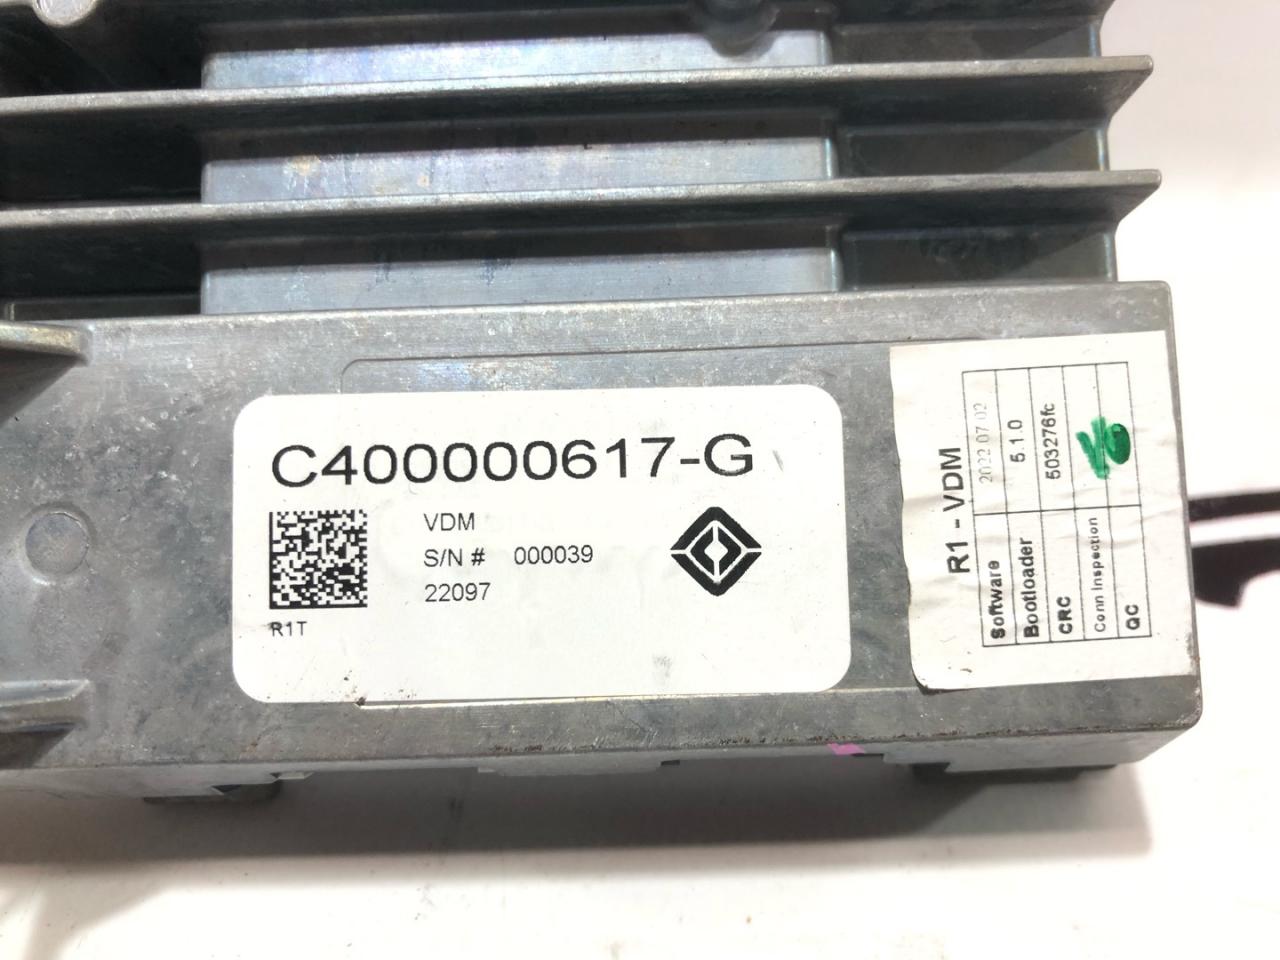 C400000617-G
VDM
S/N # 000039
22097
R1T
R1 - VDM
Software 2022 07 02
Bootloader 5.1.0
CRC 503276fc
Conn Inspection
QC